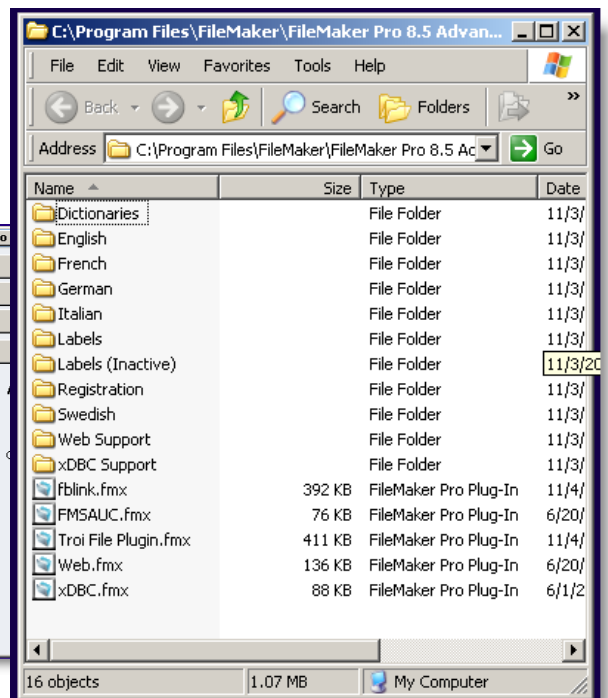 C:\Program Files\FileMaker\FileMaker Pro 8.5 Advan...
File Edit View Favorites Tools Help
Back Search Folders »
Address C:\Program Files\FileMaker\FileMaker Pro 8.5 Ac Go
Name Size Type Date
Dictionaries File Folder 11/3/
English File Folder 11/3/
French File Folder 11/3/
German File Folder 11/3/
Italian File Folder 11/3/
Labels File Folder 11/3/
Labels (Inactive) File Folder 11/3/20
Registration File Folder 11/3/
Swedish File Folder 11/3/
Web Support File Folder 11/3/
xDBC Support File Folder 11/3/
fblink.fmx 392 KB FileMaker Pro Plug-In 11/4/
FMSAUC.fmx 76 KB FileMaker Pro Plug-In 6/20/
Troi File Plugin.fmx 411 KB FileMaker Pro Plug-In 11/4/
Web.fmx 136 KB FileMaker Pro Plug-In 6/20/
xDBC.fmx 88 KB FileMaker Pro Plug-In 6/1/2
16 objects 1.07 MB My Computer